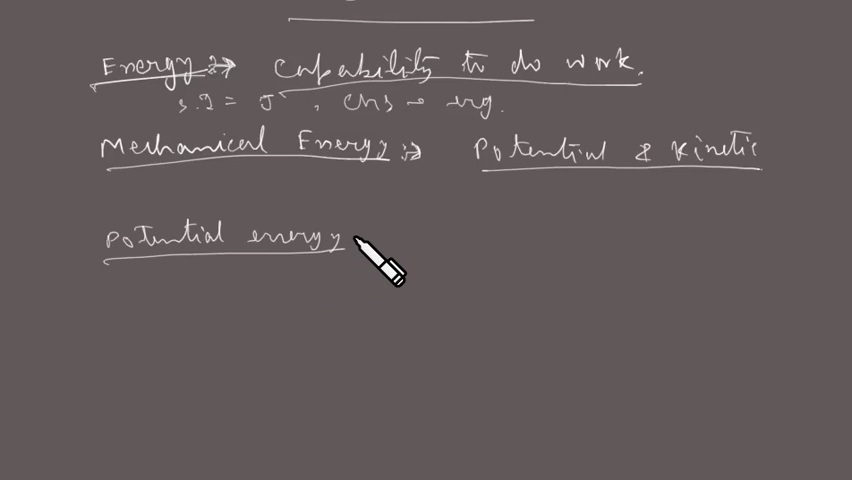 Energy :→ Capability to do work.
S.I = J , CGS → erg.
Mechanical Energy :→ Potential & Kinetic
Potential energy